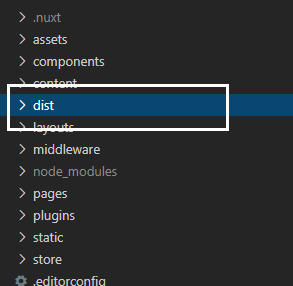 .nuxt
assets
components
content
dist
layouts
middleware
node_modules
pages
plugins
static
store
.editorconfig